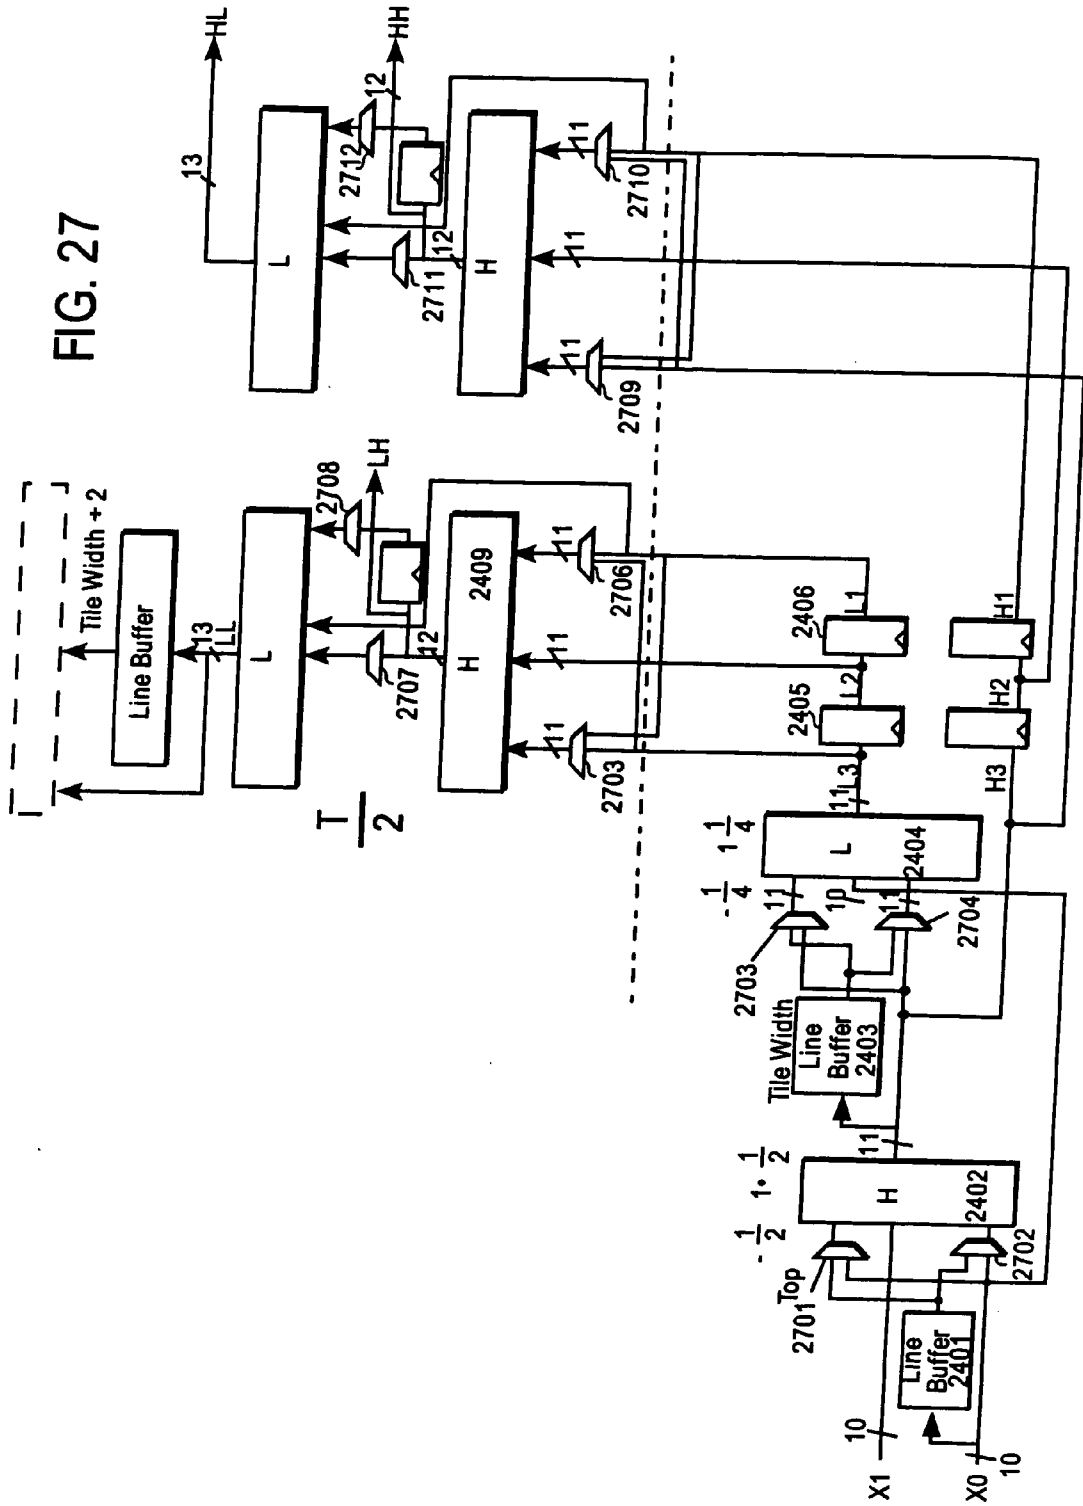 FIG. 27
HL
13
HH
12
L
2712
2711
12
H
11
11
11
2710
2709
Tile Width ÷ 2
Line Buffer
13
LL
L
2708
LH
2707
12
H
2409
11
11
11
2706
2703
T
2
L1
2406
L2
2405
L3
11
H1
H2
H3
1 1/4
- 1/4
L
2404
11
10
11
2703
2704
Tile Width
Line
Buffer
2403
11
1 • 1/2
- 1/2
H
2402
Top
2701
2702
Line
Buffer
2401
10
X1
X0
10